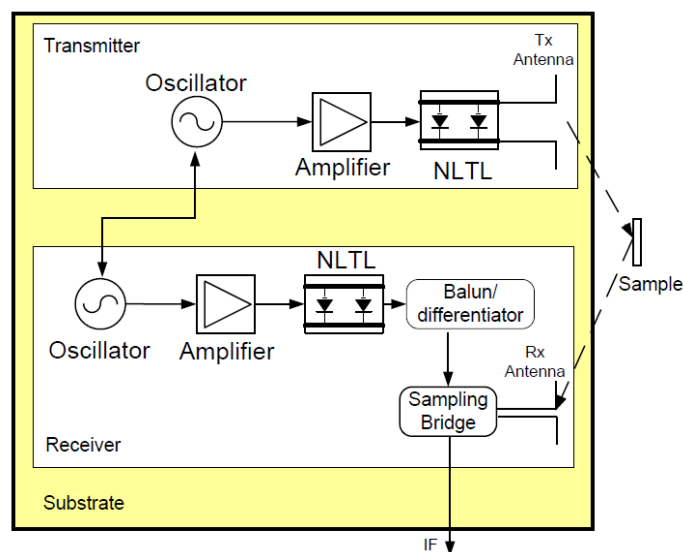 Transmitter
Tx
Antenna
Oscillator
Amplifier
NLTL
Sample
NLTL
Balun/
differentiator
Oscillator
Amplifier
Rx
Antenna
Sampling
Bridge
Receiver
Substrate
IF